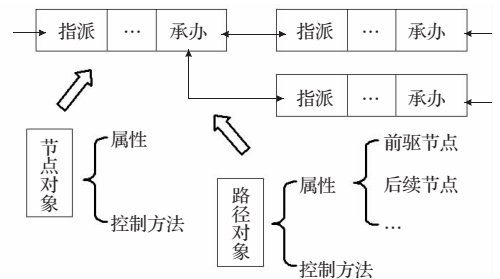 指派 … 承办 指派 … 承办
指派 … 承办
节点对象
属性
控制方法
路径对象
属性
前驱节点
后续节点
…
控制方法